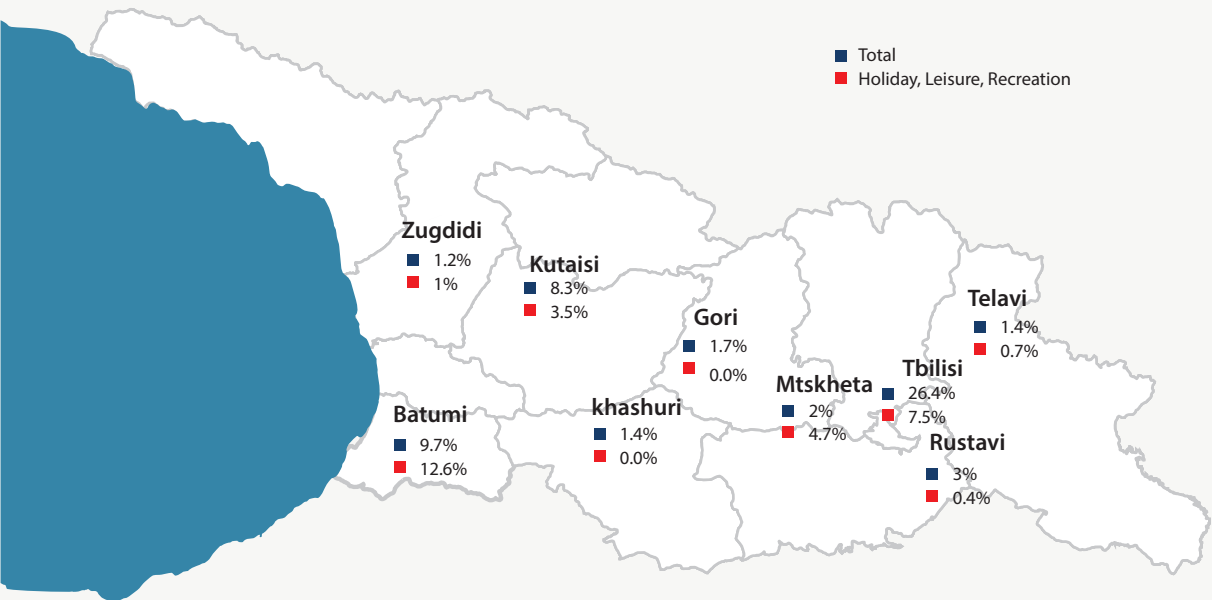 Total
Holiday, Leisure, Recreation
Zugdidi
1.2%
1%
Kutaisi
8.3%
3.5%
Gori
1.7%
0.0%
Telavi
1.4%
0.7%
Tbilisi
26.4%
7.5%
Mtskheta
2%
4.7%
khashuri
1.4%
0.0%
Batumi
9.7%
12.6%
Rustavi
3%
0.4%